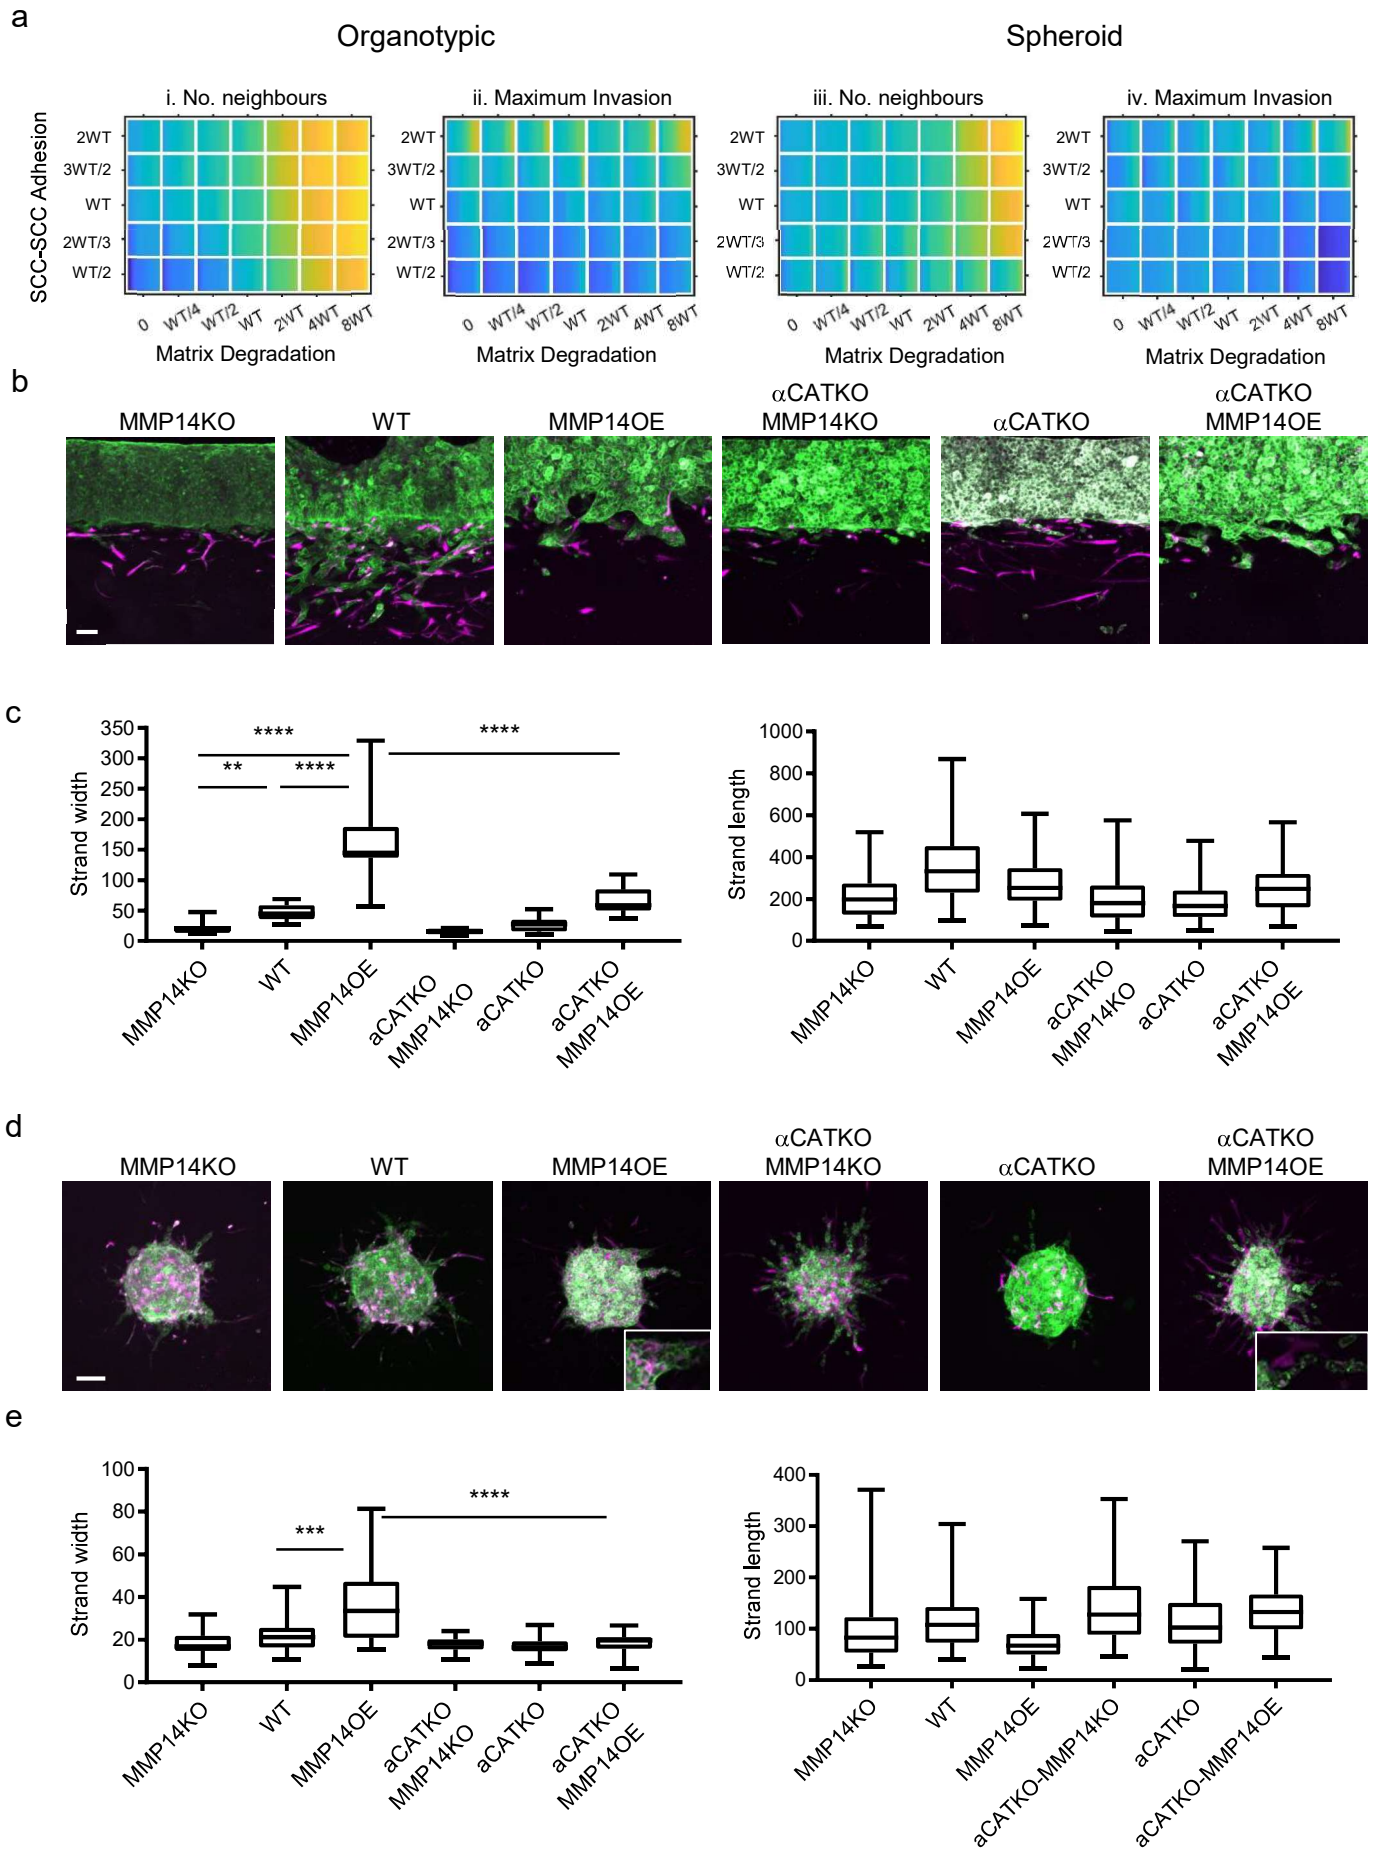 a
Organotypic
Spheroid
i. No. neighbours
ii. Maximum Invasion
iii. No. neighbours
iv. Maximum Invasion
SCC-SCC Adhesion
2WT
3WT/2
WT
2WT/3
WT/2
2WT
3WT/2
WT
2WT/3
WT/2
2WT
3WT/2
WT
2WT/3
WT/2
2WT
3WT/2
WT
2WT/3
WT/2
0 WT/4 WT/2 WT 2WT 4WT 8WT
0 WT/4 WT/2 WT 2WT 4WT 8WT
0 WT/4 WT/2 WT 2WT 4WT 8WT
0 WT/4 WT/2 WT 2WT 4WT 8WT
Matrix Degradation
Matrix Degradation
Matrix Degradation
Matrix Degradation
b
MMP14KO
WT
MMP14OE
αCATKO
MMP14KO
αCATKO
αCATKO
MMP14OE
c
Strand width
350
300
250
200
150
100
50
0
****
**
****
****
MMP14KO
WT
MMP14OE
aCATKO
MMP14KO
aCATKO
aCATKO
MMP14OE
Strand length
1000
800
600
400
200
0
MMP14KO
WT
MMP14OE
aCATKO
MMP14KO
aCATKO
aCATKO
MMP14OE
d
MMP14KO
WT
MMP14OE
αCATKO
MMP14KO
αCATKO
αCATKO
MMP14OE
e
Strand width
100
80
60
40
20
0
***
****
MMP14KO
WT
MMP14OE
aCATKO
MMP14KO
aCATKO
aCATKO
MMP14OE
Strand length
400
300
200
100
0
MMP14KO
WT
MMP14OE
aCATKO-MMP14KO
aCATKO
aCATKO-MMP14OE